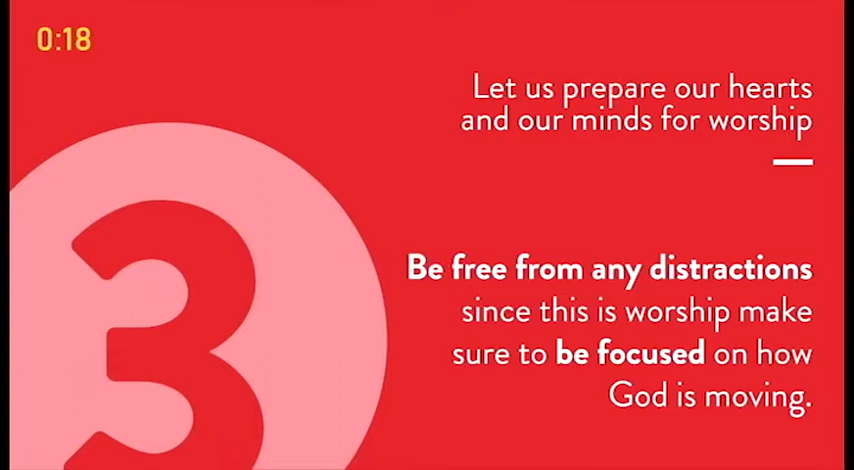 0:18
Let us prepare our hearts
and our minds for worship
3
Be free from any distractions
since this is worship make
sure to be focused on how
God is moving.